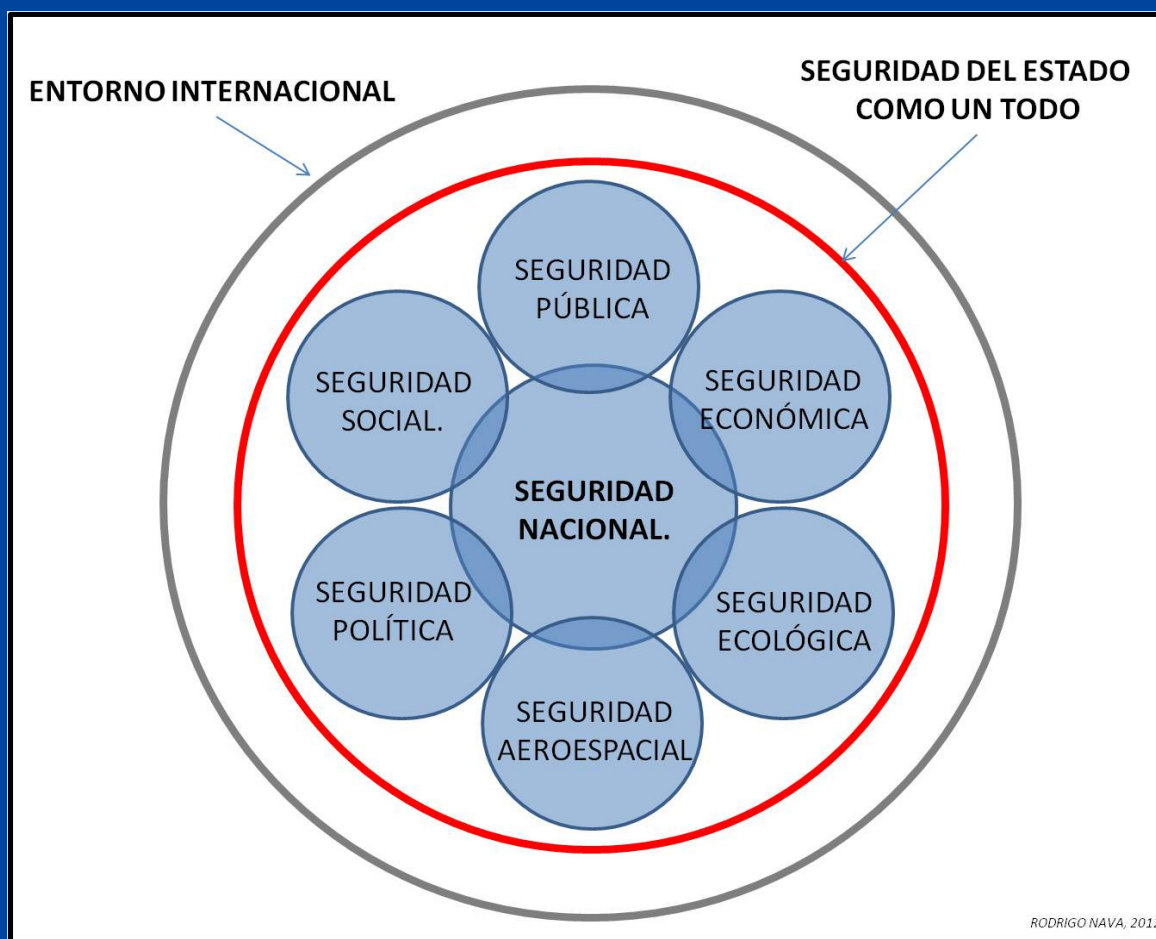 ENTORNO INTERNACIONAL
SEGURIDAD DEL ESTADO
COMO UN TODO
SEGURIDAD
PÚBLICA
SEGURIDAD
SOCIAL.
SEGURIDAD
ECONÓMICA
SEGURIDAD
NACIONAL.
SEGURIDAD
POLÍTICA
SEGURIDAD
ECOLÓGICA
SEGURIDAD
AEROESPACIAL
RODRIGO NAVA, 2012